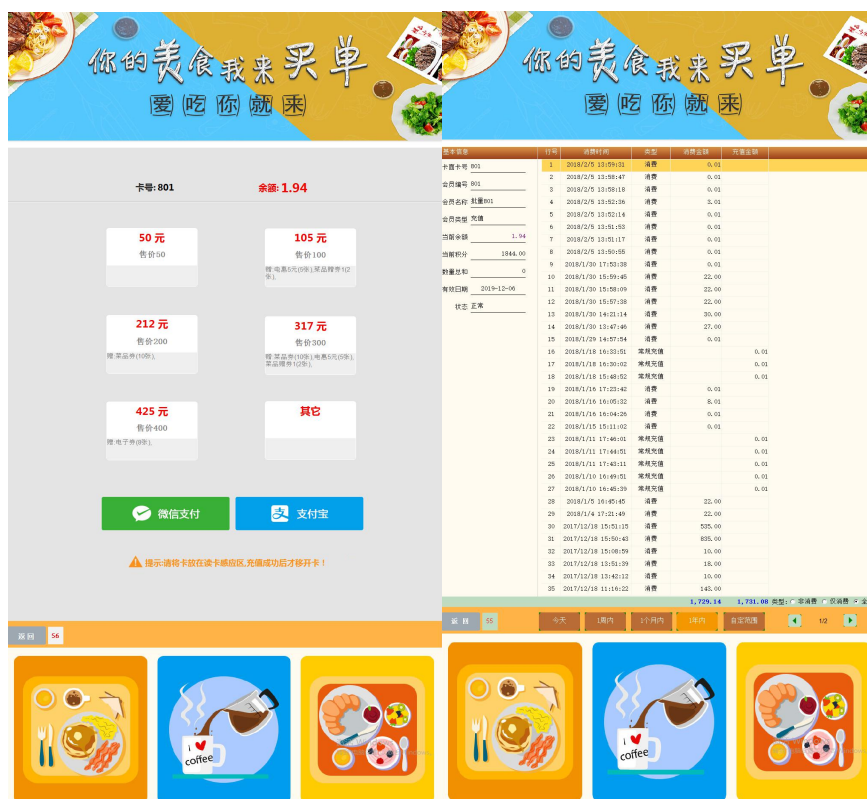 你的美食我来买单
爱吃你就来
卡号: 801
余额: 1.94
50 元
售价50
105 元
售价100
赠:电惠5元(5张),菜品赠券1(2张),
212 元
售价200
赠:菜品券(10张),
317 元
售价300
赠:菜品券(10张),电惠5元(5张),菜品赠券1(2张),
425 元
售价400
赠:电子券(8张),
其它
微信支付
支付宝
提示:请将卡放在读卡感应区,充值成功后才移开卡！
返回 56
i
coffee
你的美食我来买单
爱吃你就来
基本信息
卡面卡号 801
会员编号 801
会员名称 批量801
会员类型 充值
当前余额 1.94
当前积分 1844.00
数量总和 0
有效日期 2019-12-06
状态 正常
行号 消费时间 类型 消费金额 充值金额
1 2018/2/5 13:59:31 消费 0.01
2 2018/2/5 13:58:47 消费 0.01
3 2018/2/5 13:58:18 消费 0.01
4 2018/2/5 13:52:36 消费 3.01
5 2018/2/5 13:52:14 消费 0.01
6 2018/2/5 13:51:53 消费 0.01
7 2018/2/5 13:51:17 消费 0.01
8 2018/2/5 13:50:55 消费 0.01
9 2018/1/30 17:53:38 消费 0.01
10 2018/1/30 15:59:45 消费 22.00
11 2018/1/30 15:58:09 消费 22.00
12 2018/1/30 15:57:38 消费 22.00
13 2018/1/30 14:21:14 消费 30.00
14 2018/1/30 13:47:46 消费 27.00
15 2018/1/29 14:57:54 消费 0.01
16 2018/1/18 16:33:51 常规充值 0.01
17 2018/1/18 16:30:02 常规充值 0.01
18 2018/1/18 15:48:52 常规充值 0.01
19 2018/1/16 17:23:42 消费 0.01
20 2018/1/16 16:05:32 消费 8.01
21 2018/1/16 16:04:26 消费 0.01
22 2018/1/15 15:11:02 消费 0.01
23 2018/1/11 17:46:01 常规充值 0.01
24 2018/1/11 17:44:51 常规充值 0.01
25 2018/1/11 17:43:11 常规充值 0.01
26 2018/1/10 16:49:51 常规充值 0.01
27 2018/1/10 16:45:39 常规充值 0.01
28 2018/1/5 16:45:45 消费 22.00
29 2018/1/4 17:21:49 消费 22.00
30 2017/12/18 15:51:15 消费 535.00
31 2017/12/18 15:50:43 消费 835.00
32 2017/12/18 15:08:59 消费 10.00
33 2017/12/18 13:51:39 消费 18.00
34 2017/12/18 13:42:12 消费 10.00
35 2017/12/18 11:16:22 消费 143.00
1,729.14 1,731.08 类型: 非消费 仅消费 全
返回 55 今天 1周内 1个月内 1年内 自定范围 1/2
i
coffee